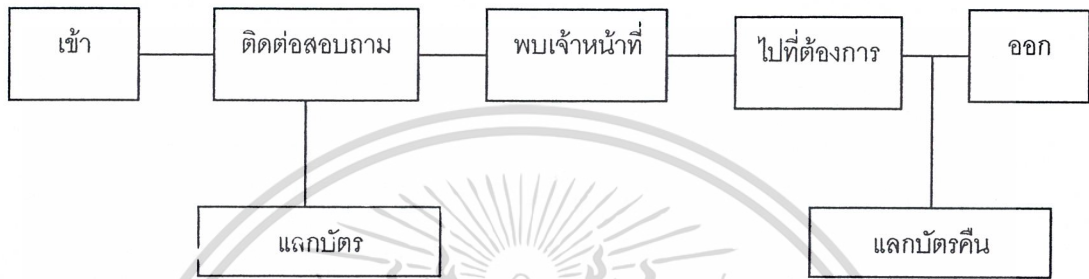 เข้า
ติดต่อสอบถาม
พบเจ้าหน้าที่
ไปที่ต้องการ
ออก
แลกบัตร
แลกบัตรคืน